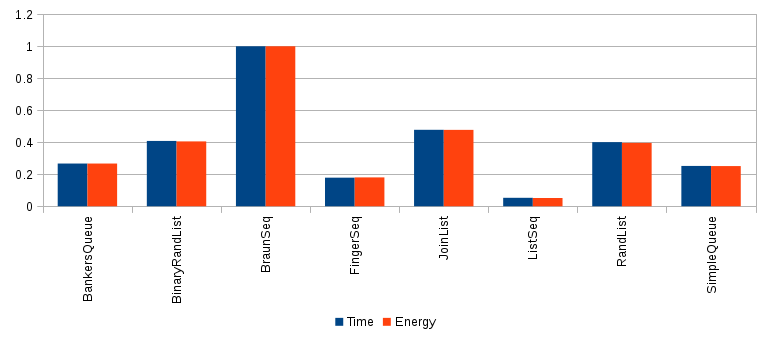 1.2
1
0.8
0.6
0.4
0.2
0
BankersQueue
BinaryRandList
BraunSeq
FingerSeq
JoinList
ListSeq
RandList
SimpleQueue
Time Energy